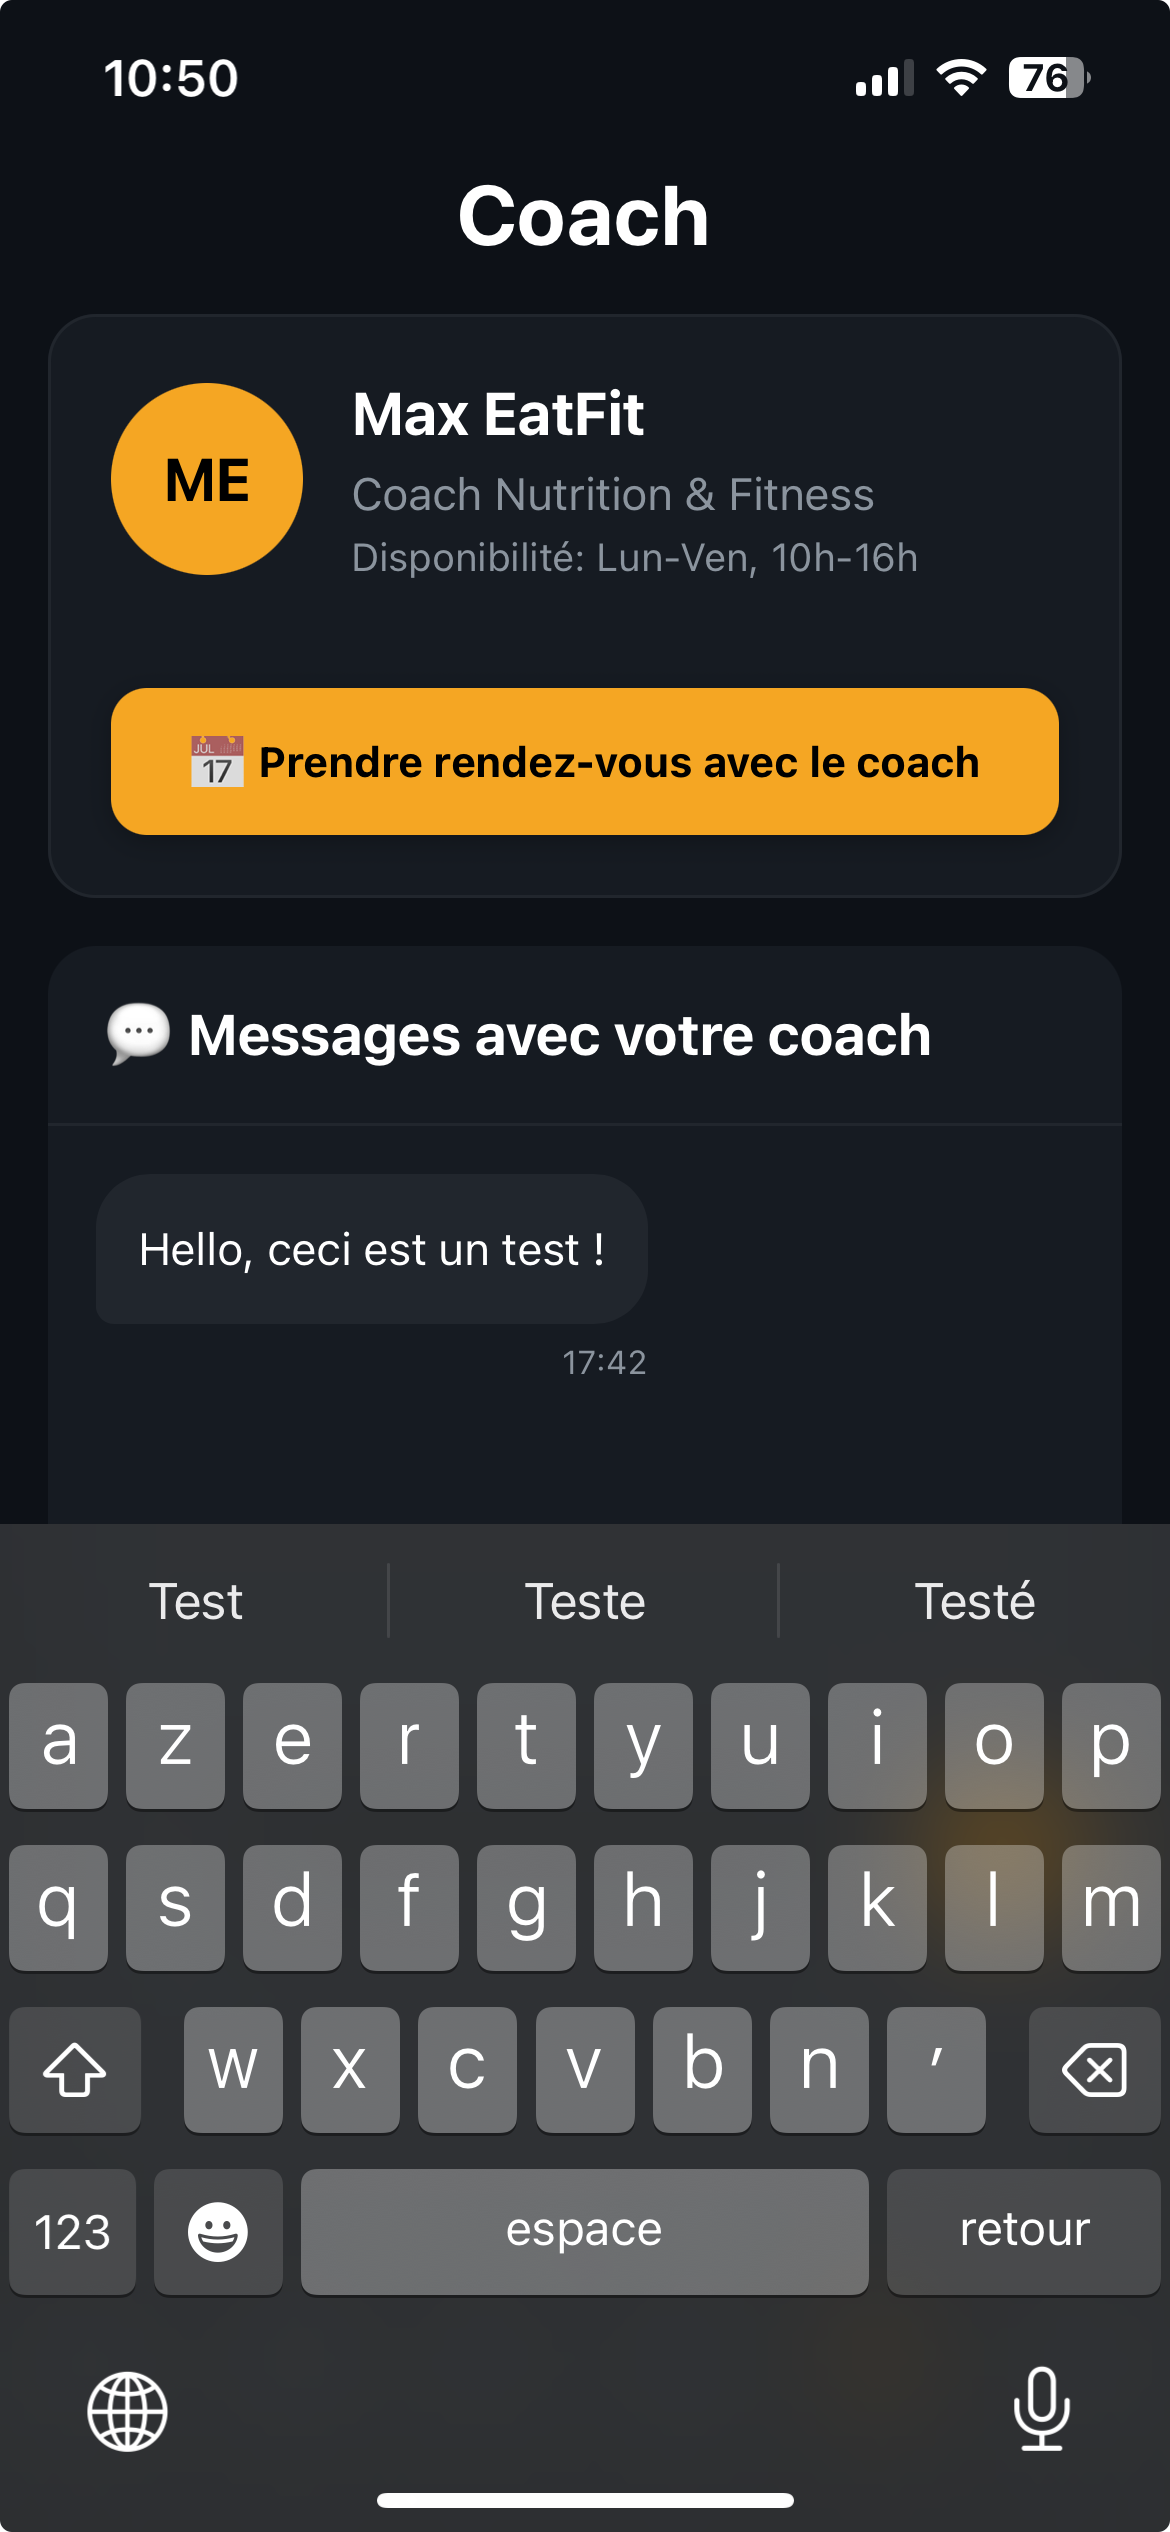 10:50
76
Coach
ME
Max EatFit
Coach Nutrition & Fitness
Disponibilité: Lun-Ven, 10h-16h
📅 Prendre rendez-vous avec le coach
💬 Messages avec votre coach
Hello, ceci est un test !
17:42
Test Teste Testé
a z e r t y u i o p
q s d f g h j k l m
w x c v b n ′
123 espace retour